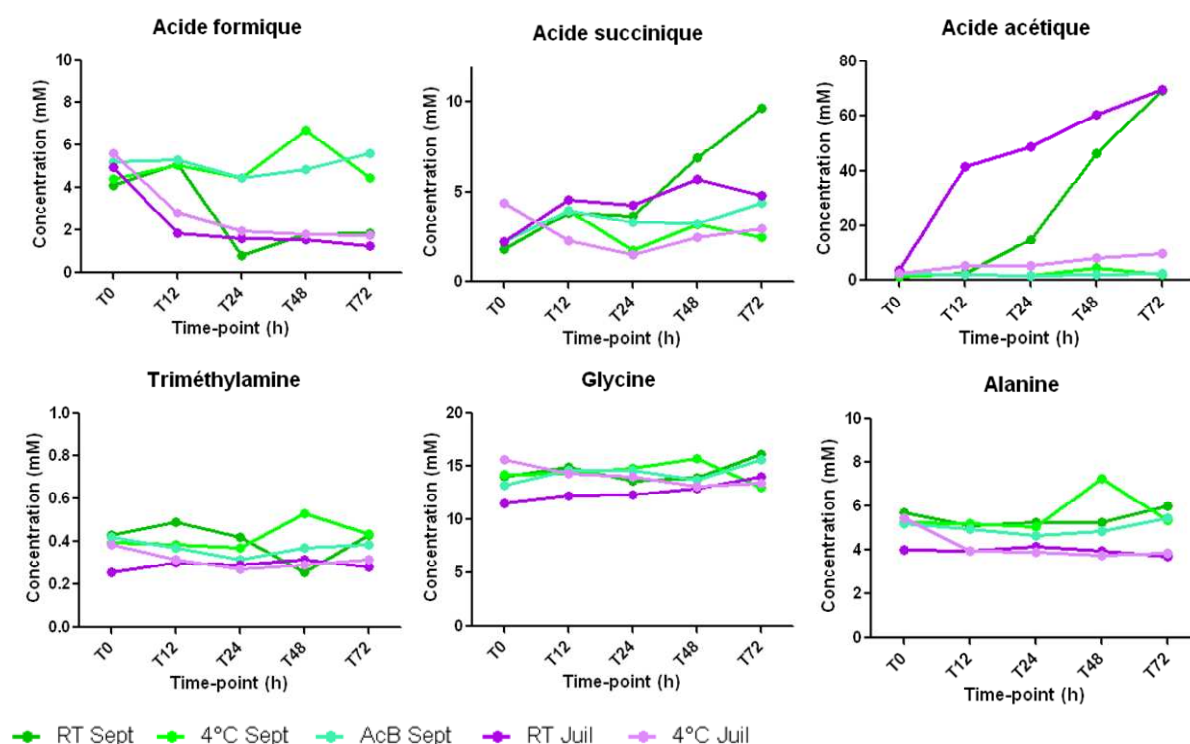 Acide formique
Concentration (mM)
10
8
6
4
2
0
T0 T12 T24 T48 T72
Time-point (h)
Acide succinique
Concentration (mM)
10
5
0
T0 T12 T24 T48 T72
Time-point (h)
Acide acétique
Concentration (mM)
80
60
40
20
0
T0 T12 T24 T48 T72
Time-point (h)
Triméthylamine
Concentration (mM)
1.0
0.8
0.6
0.4
0.2
0.0
T0 T12 T24 T48 T72
Time-point (h)
Glycine
Concentration (mM)
20
15
10
5
0
T0 T12 T24 T48 T72
Time-point (h)
Alanine
Concentration (mM)
10
8
6
4
2
0
T0 T12 T24 T48 T72
Time-point (h)
RT Sept 4°C Sept AcB Sept RT Juil 4°C Juil